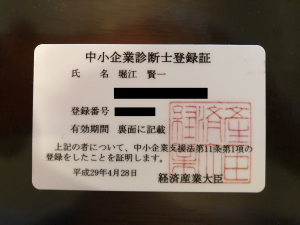 中小企業診断士登録証
氏 名 堀江 賢一
登録番号
有効期間 裏面に記載
上記の者について、中小企業支援法第11条第1項の
登録をしたことを証明します。
平成29年4月28日 経済産業大臣